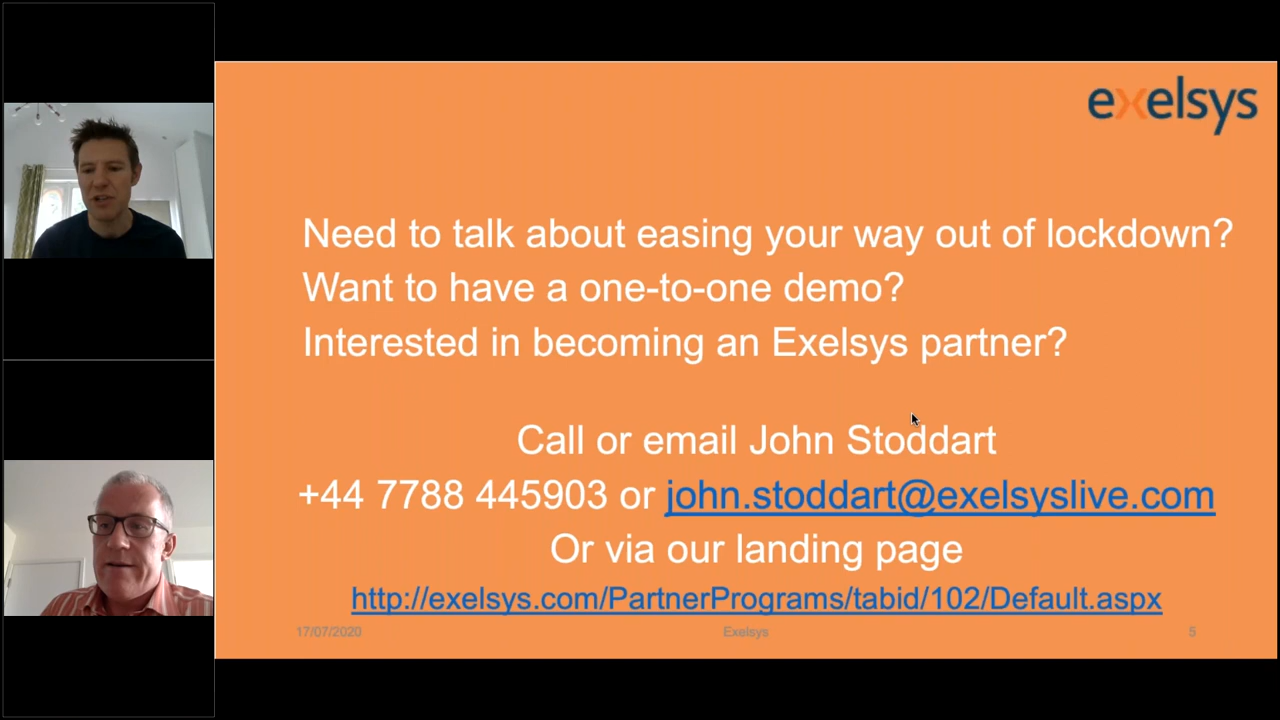 exelsys
Need to talk about easing your way out of lockdown?
Want to have a one-to-one demo?
Interested in becoming an Exelsys partner?
Call or email John Stoddart
+44 7788 445903 or john.stoddart@exelsyslive.com
Or via our landing page
http://exelsys.com/PartnerPrograms/tabid/102/Default.aspx
17/07/2020 Exelsys 5